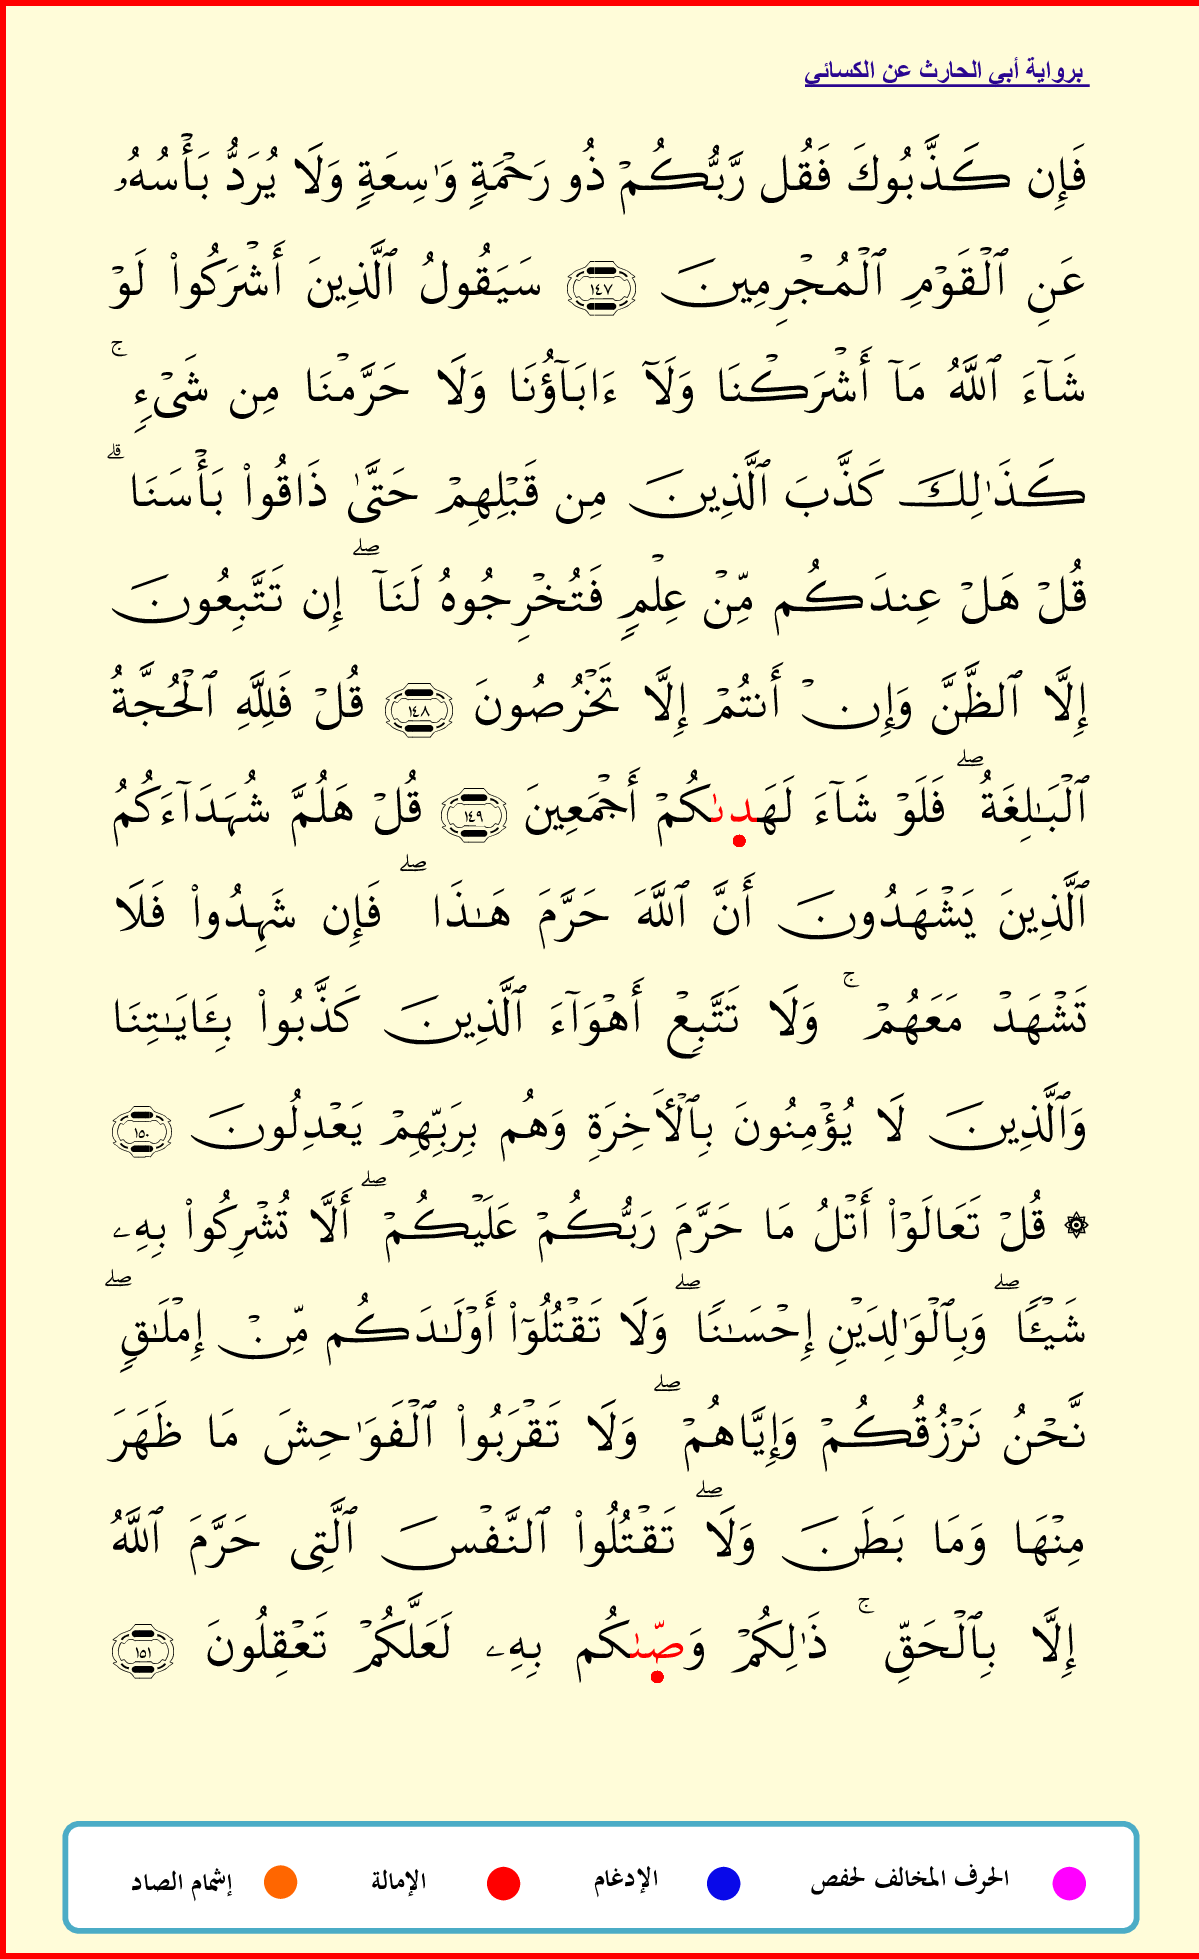 برواية أبي الحارث عن الكسائي
فَإِن كَذَّبُوكَ فَقُل رَّبُّكُمْ ذُو رَحْمَةٍ وَٰسِعَةٍ وَلَا يُرَدُّ بَأْسُهُۥ
عَنِ ٱلْقَوْمِ ٱلْمُجْرِمِينَ ١٤٧ سَيَقُولُ ٱلَّذِينَ أَشْرَكُوا۟ لَوْ
شَآءَ ٱللَّهُ مَآ أَشْرَكْنَا وَلَآ ءَابَآؤُنَا وَلَا حَرَّمْنَا مِن شَىْءٍ ۚ
كَذَٰلِكَ كَذَّبَ ٱلَّذِينَ مِن قَبْلِهِمْ حَتَّىٰ ذَاقُوا۟ بَأْسَنَا ۗ
قُلْ هَلْ عِندَكُم مِّنْ عِلْمٍ فَتُخْرِجُوهُ لَنَآ ۖ إِن تَتَّبِعُونَ
إِلَّا ٱلظَّنَّ وَإِنْ أَنتُمْ إِلَّا تَخْرُصُونَ ١٤٨ قُلْ فَلِلَّهِ ٱلْحُجَّةُ
ٱلْبَـٰلِغَةُ ۖ فَلَوْ شَآءَ لَهَدىٰكُمْ أَجْمَعِينَ ١٤٩ قُلْ هَلُمَّ شُهَدَآءَكُمُ
ٱلَّذِينَ يَشْهَدُونَ أَنَّ ٱللَّهَ حَرَّمَ هَـٰذَا ۖ فَإِن شَهِدُوا۟ فَلَا
تَشْهَدْ مَعَهُمْ ۚ وَلَا تَتَّبِعْ أَهْوَآءَ ٱلَّذِينَ كَذَّبُوا۟ بِـَٔايَـٰتِنَا
وَٱلَّذِينَ لَا يُؤْمِنُونَ بِٱلْأَخِرَةِ وَهُم بِرَبِّهِمْ يَعْدِلُونَ ١٥٠
۞ قُلْ تَعَالَوْا۟ أَتْلُ مَا حَرَّمَ رَبُّكُمْ عَلَيْكُمْ ۖ أَلَّا تُشْرِكُوا۟ بِهِۦ
شَيْـًٔا ۖ وَبِٱلْوَٰلِدَيْنِ إِحْسَـٰنًا ۖ وَلَا تَقْتُلُوٓا۟ أَوْلَـٰدَكُم مِّنْ إِمْلَـٰقٍ ۖ
نَّحْنُ نَرْزُقُكُمْ وَإِيَّاهُمْ ۖ وَلَا تَقْرَبُوا۟ ٱلْفَوَٰحِشَ مَا ظَهَرَ
مِنْهَا وَمَا بَطَنَ ۖ وَلَا تَقْتُلُوا۟ ٱلنَّفْسَ ٱلَّتِى حَرَّمَ ٱللَّهُ
إِلَّا بِٱلْحَقِّ ۚ ذَٰلِكُمْ وَصّىٰكُم بِهِۦ لَعَلَّكُمْ تَعْقِلُونَ ١٥١
الحرف المخالف لحفص الإدغام الإمالة إشمام الصاد